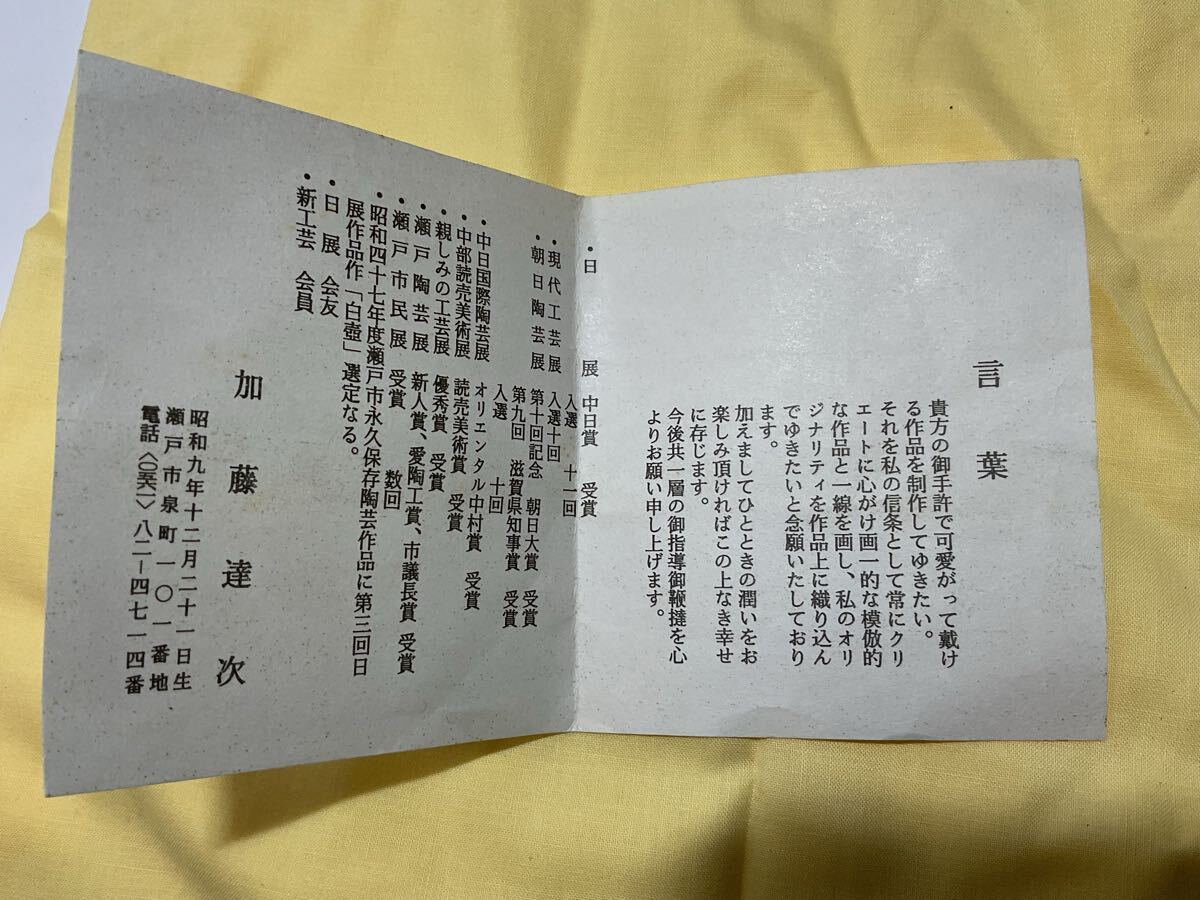 言葉
貴方の御手許で可愛がって戴け
る作品を制作してゆきたい。
それを私の信条として常にクリ
エートに心がけ画一的な模倣的
な作品と一線を画し、私のオリ
ジナリティを作品上に織り込ん
でゆきたいと念願いたしており
ます。
加えましてひとときの潤いをお
楽しみ頂ければこの上なき幸せ
に存じます。
今後共一層の御指導御鞭撻を心
よりお願い申し上げます。
・日展 中日賞 受賞
入選 十一回
・現代工芸展 入選十回
・朝日陶芸展 第十回記念 朝日大賞 受賞
第九回 滋賀県知事賞 受賞
入選 十回
・中日国際陶芸展 オリエンタル中村賞 受賞
・中部読売美術展 読売美術賞 受賞
・親しみの工芸展 優秀賞 受賞
・瀬戸陶芸展 新人賞、愛陶工賞、市議長賞 受賞
・瀬戸市民展 受賞 数回
・昭和四十七年度瀬戸市永久保存陶芸作品に第三回日
展作品作「白壺」選定なる。
・日展 会友
・新工芸 会員
加藤達次
昭和九年十二月二十一日生
瀬戸市泉町一〇一番地
電話〈〇五六一〉八二−四七一四番